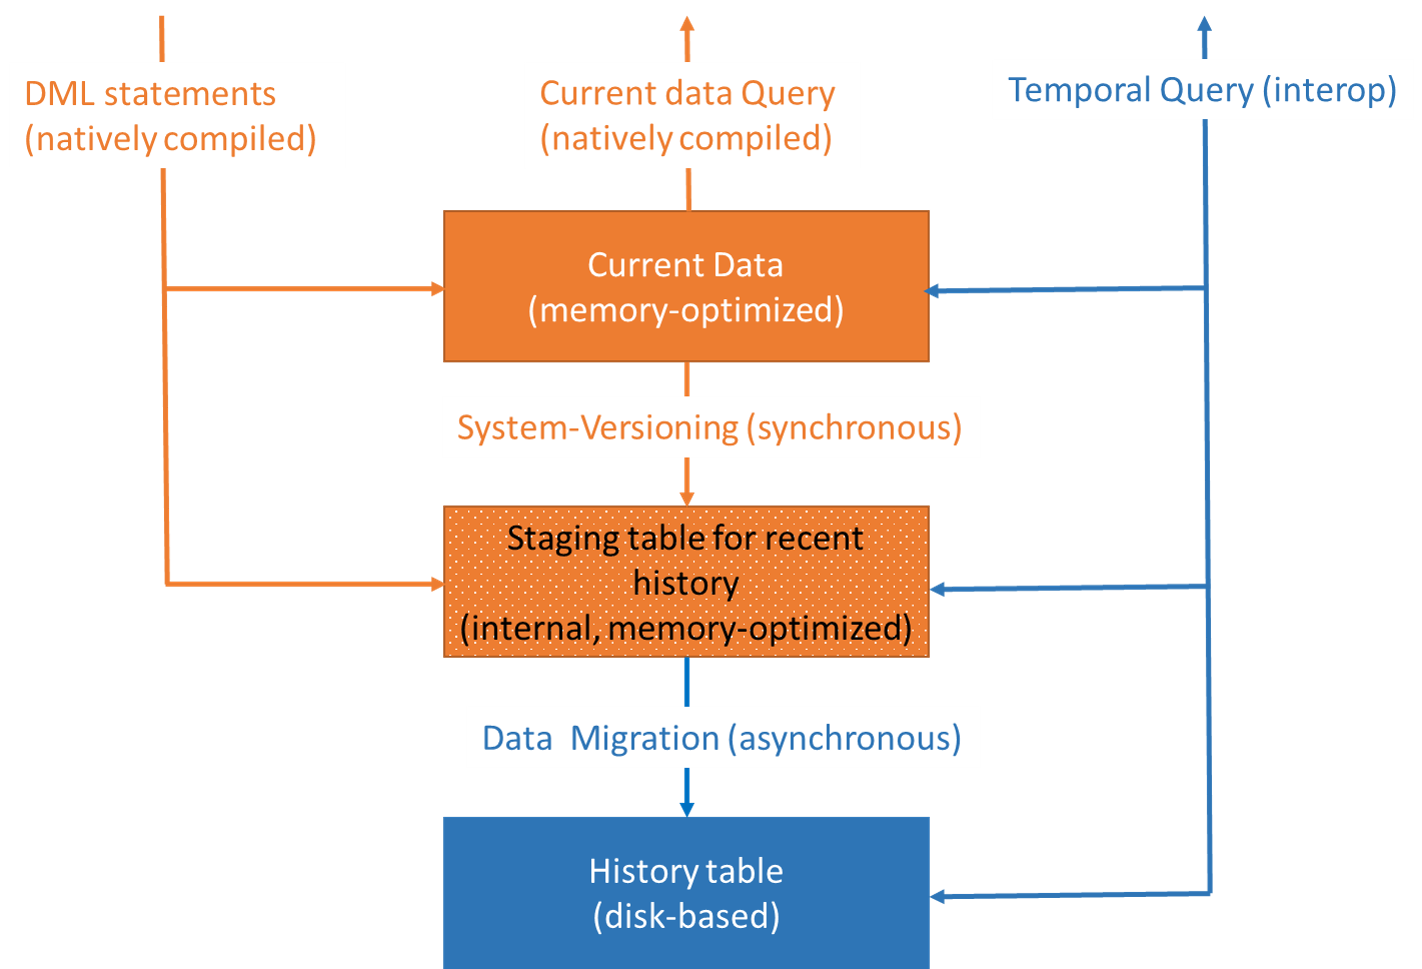 DML statements
(natively compiled)
Current data Query
(natively compiled)
Temporal Query (interop)
Current Data
(memory-optimized)
System-Versioning (synchronous)
Staging table for recent
history
(internal, memory-optimized)
Data  Migration (asynchronous)
History table
(disk-based)